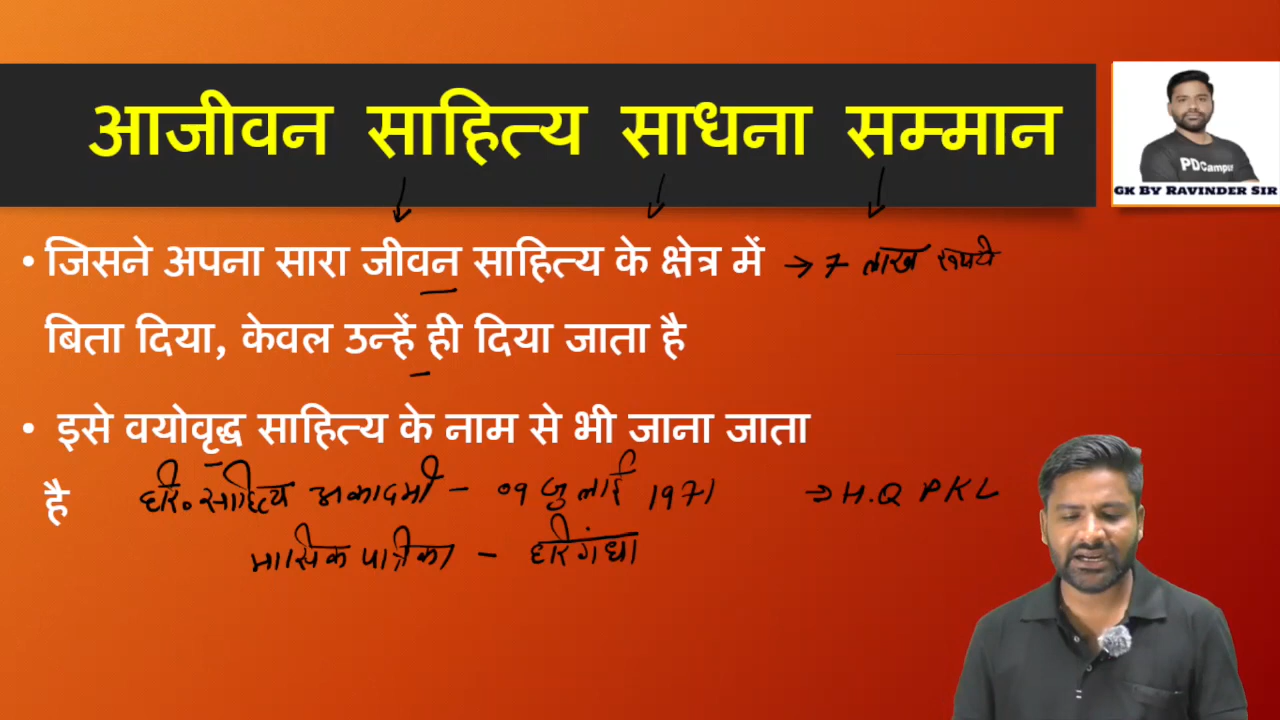 आजीवन साहित्य साधना सम्मान
PDCampus
GK BY RAVINDER SIR
• जिसने अपना सारा जीवन साहित्य के क्षेत्र में → 7 लाख रूपये
बिता दिया, केवल उन्हें ही दिया जाता है
• इसे वयोवृद्ध साहित्य के नाम से भी जाना जाता
है हरि० साहित्य अकादमी – 09 जुलाई 1971 → H.Q PKL
मासिक पत्रिका – हरिगंधा